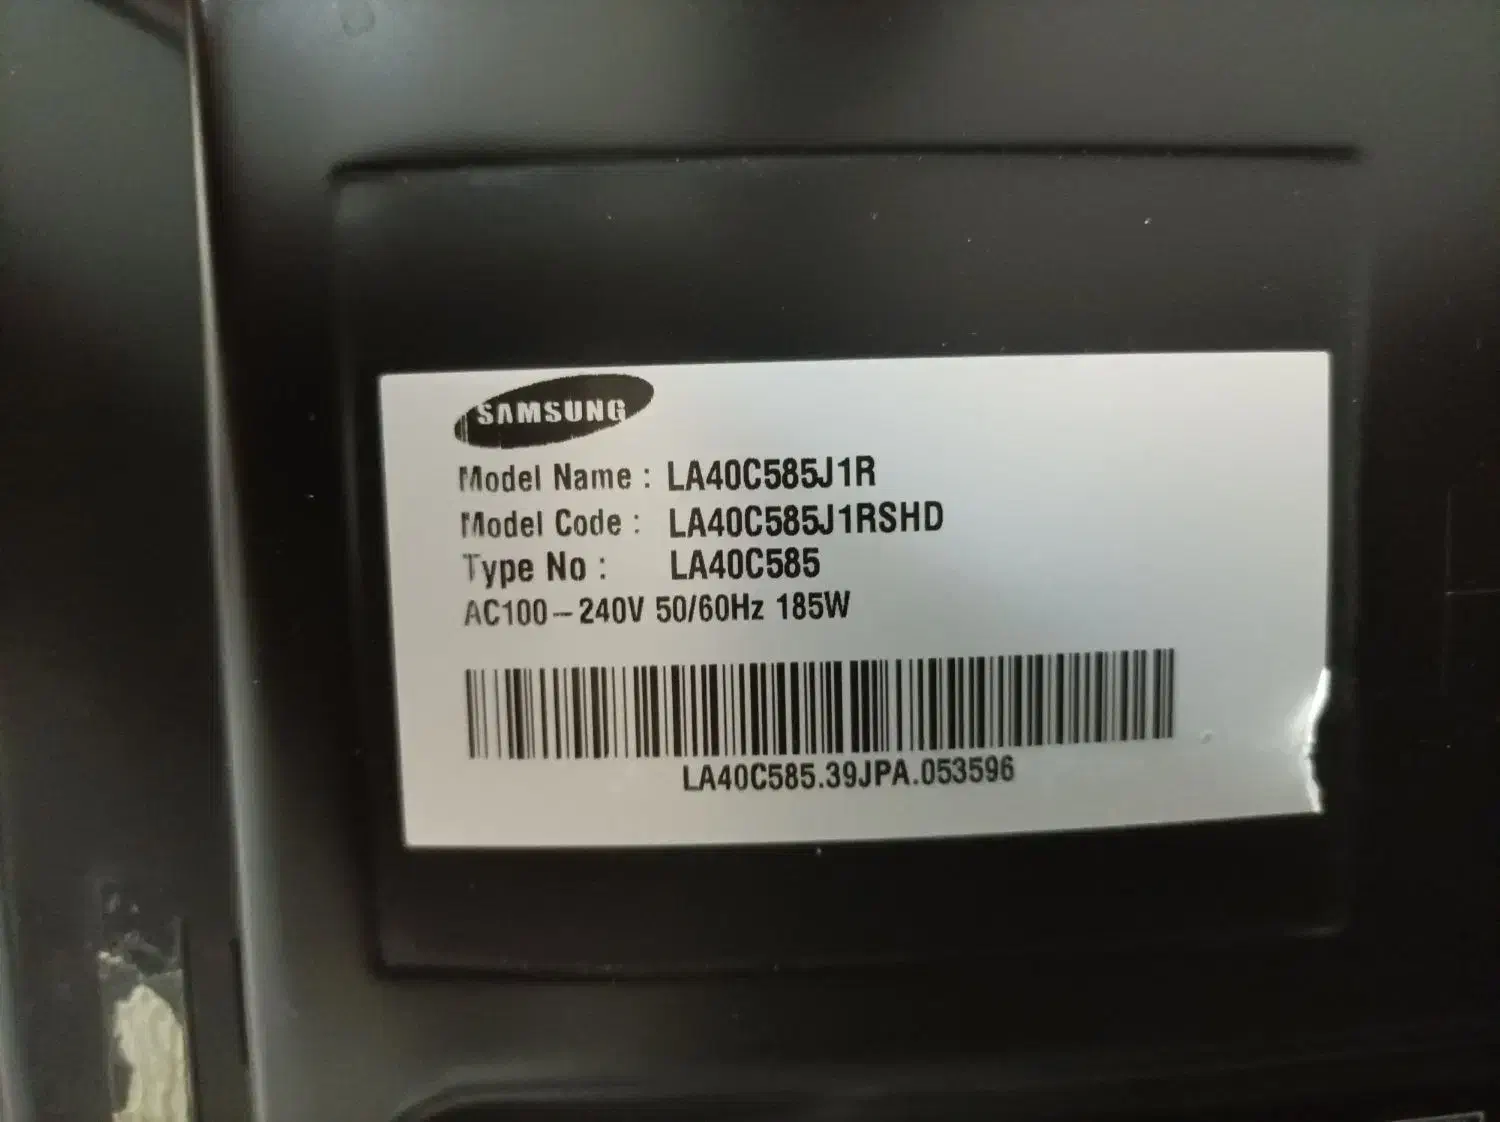 SAMSUNG
Model Name : LA40C585J1R
Model Code : LA40C585J1RSHD
Type No : LA40C585
AC100–240V 50/60Hz 185W
LA40C585.39JPA.053596